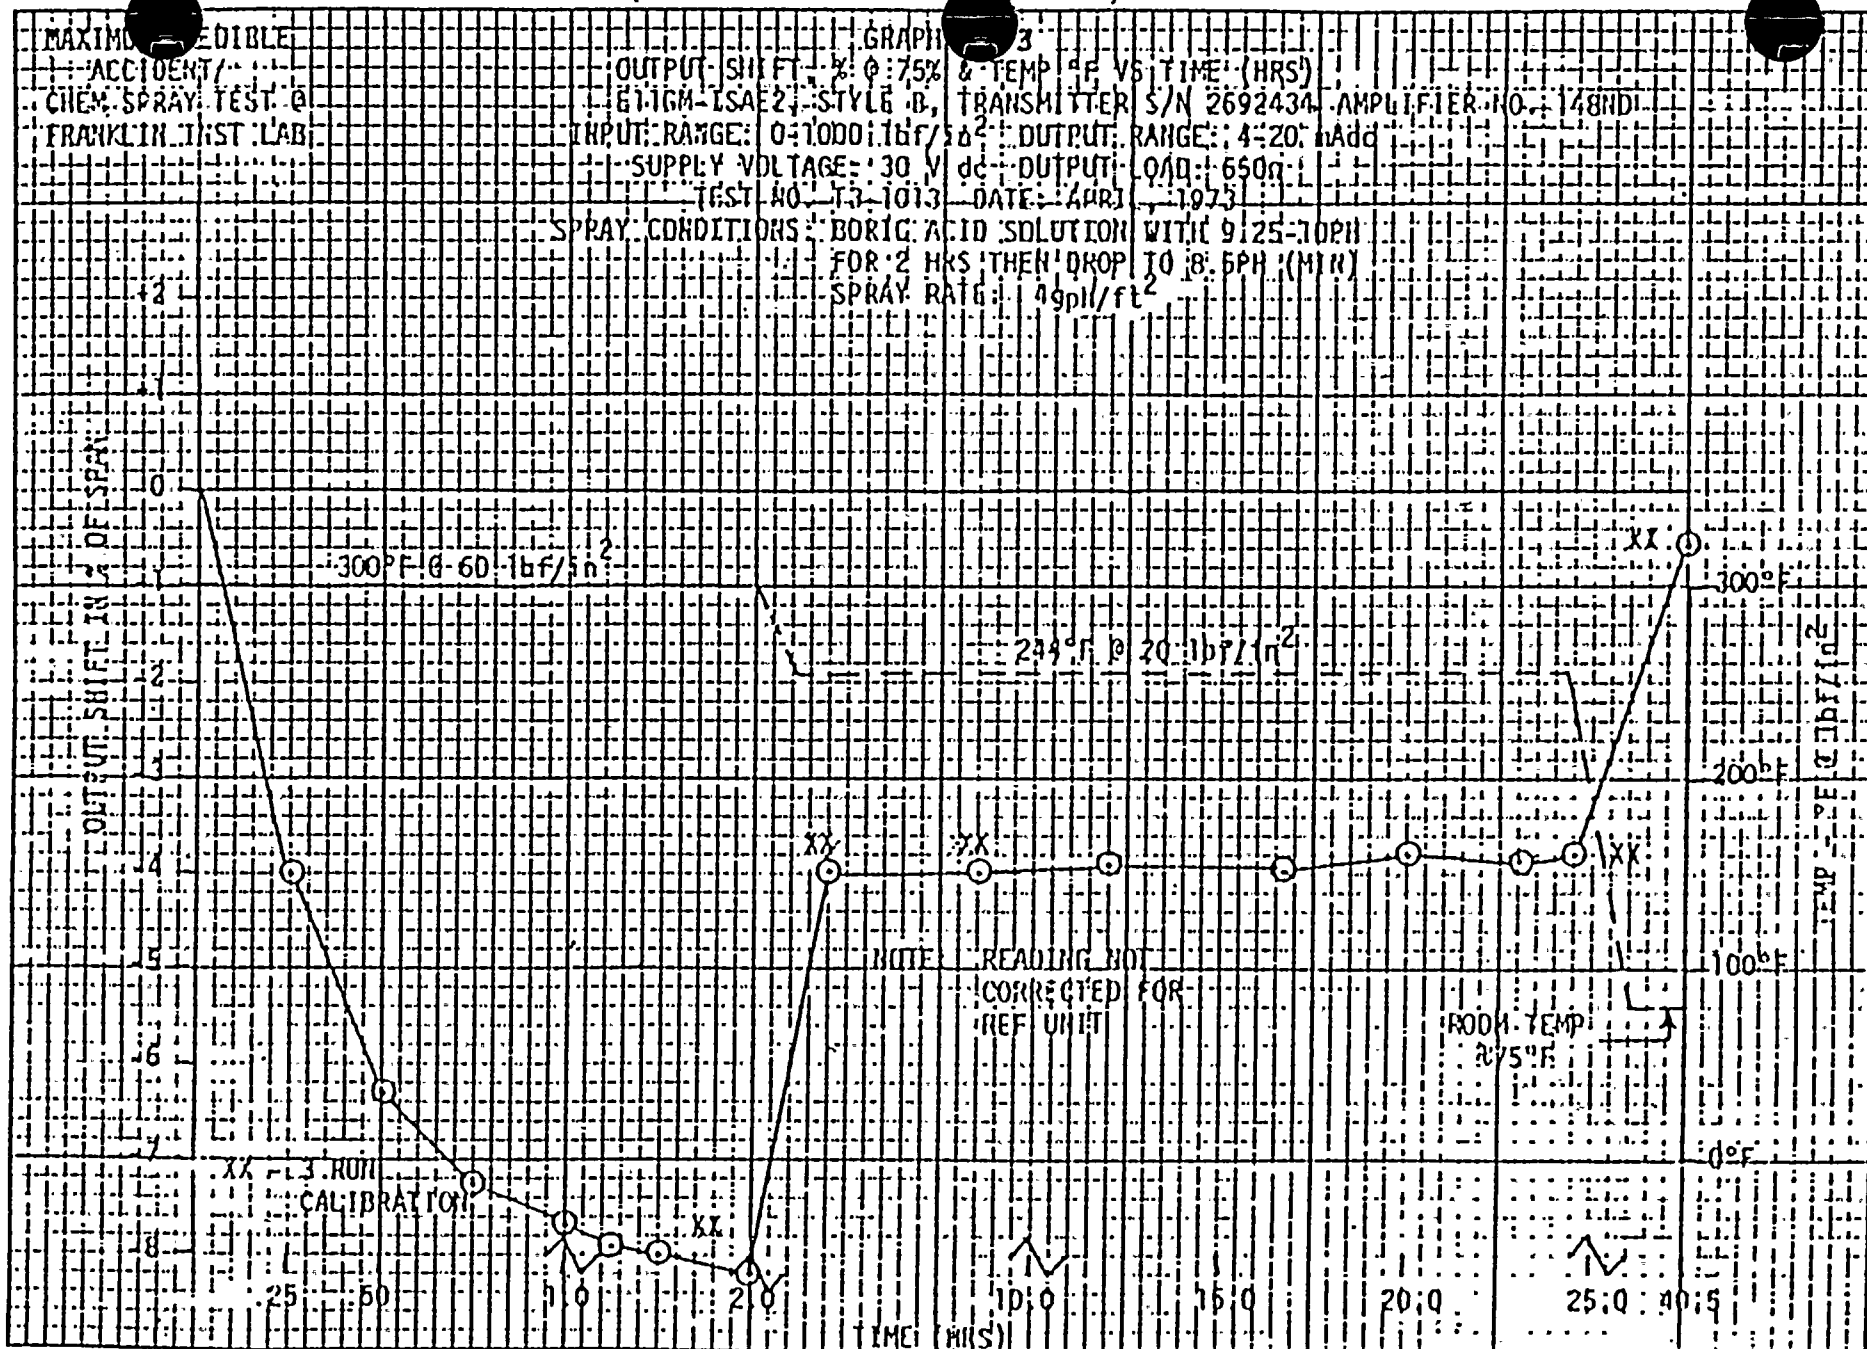 MAXIMUM CREDIBLE
ACCIDENT/
CHEM SPRAY TEST @
FRANKLIN INST LAB
GRAPH 3
OUTPUT SHIFT, % @ 75% & TEMP °F VS TIME (HRS)
E11GM-ISAE2, STYLE B, TRANSMITTER S/N 2692434 AMPLIFIER NO. 148ND
INPUT RANGE: 0-1000 lbf/in² OUTPUT RANGE: 4-20 mAdc
SUPPLY VOLTAGE: 30 V dc OUTPUT LOAD: 650Ω
TEST NO. T3-1013 DATE: APRIL, 1973
SPRAY CONDITIONS: BORIC ACID SOLUTION WITH 9.25-10PH
FOR 2 HRS THEN DROP TO 8.5PH (MIN)
SPRAY RATE: 4gpH/ft²
+2
+1
0
-1
-2
-3
-4
-5
-6
-7
-8
OUTPUT SHIFT IN % OF SPAN
300°F @ 60 lbf/in²
244°F @ 20 lbf/in²
XX
300°F
200°F
100°F
0°F
TEMP - °F @ lbf/in²
XX
XX
XX
NOTE: READING NOT
CORRECTED FOR
REF UNIT
ROOM TEMP
≈75°F
XX - 3 RUN
CALIBRATION
XX
.25 .50 1.0 2.0 10.0 15.0 20.0 25.0 40.5
TIME (HRS)